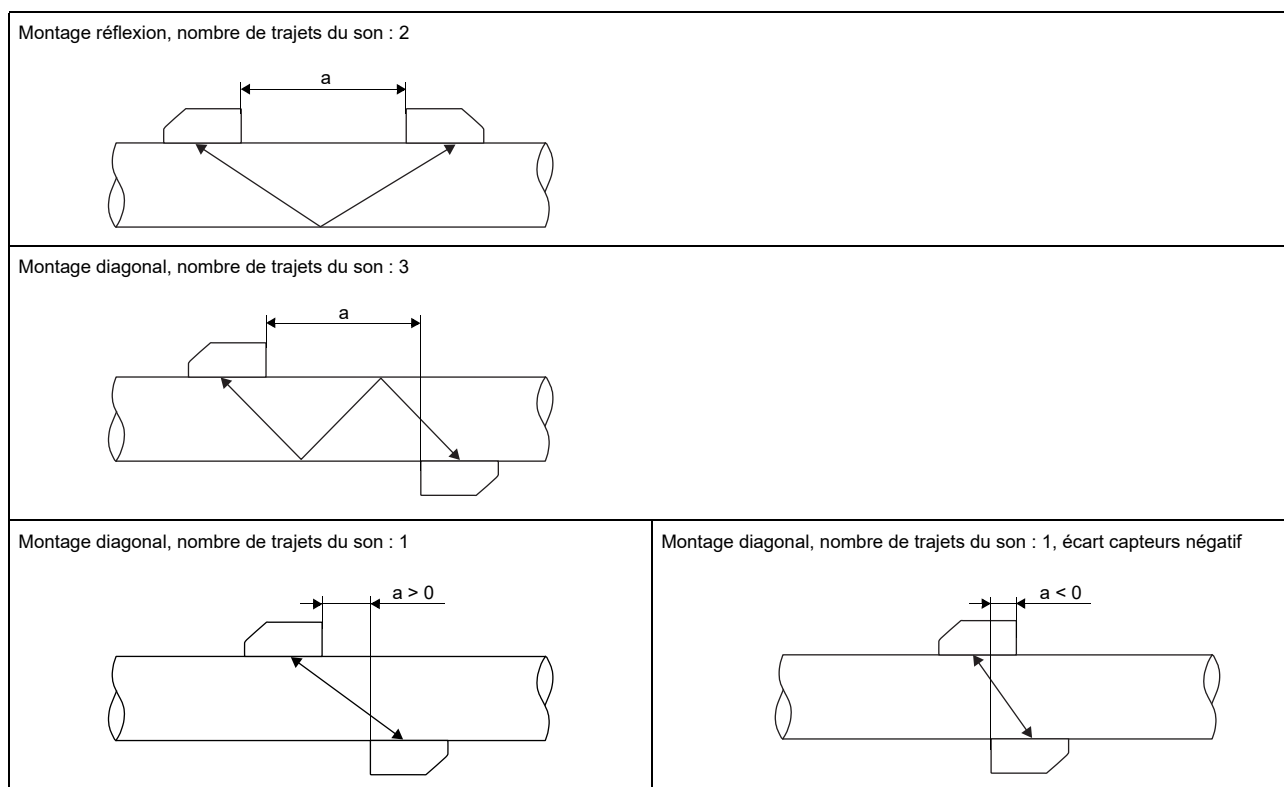 Montage réflexion, nombre de trajets du son : 2
a
Montage diagonal, nombre de trajets du son : 3
a
Montage diagonal, nombre de trajets du son : 1
a > 0
Montage diagonal, nombre de trajets du son : 1, écart capteurs négatif
a < 0